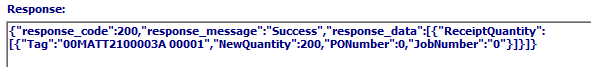 Response:
{"response_code":200,"response_message":"Success","response_data":[{"ReceiptQuantity":
[{"Tag":"00MATT2100003A 00001","NewQuantity":200,"PONumber":0,"JobNumber":"0"}]}]}